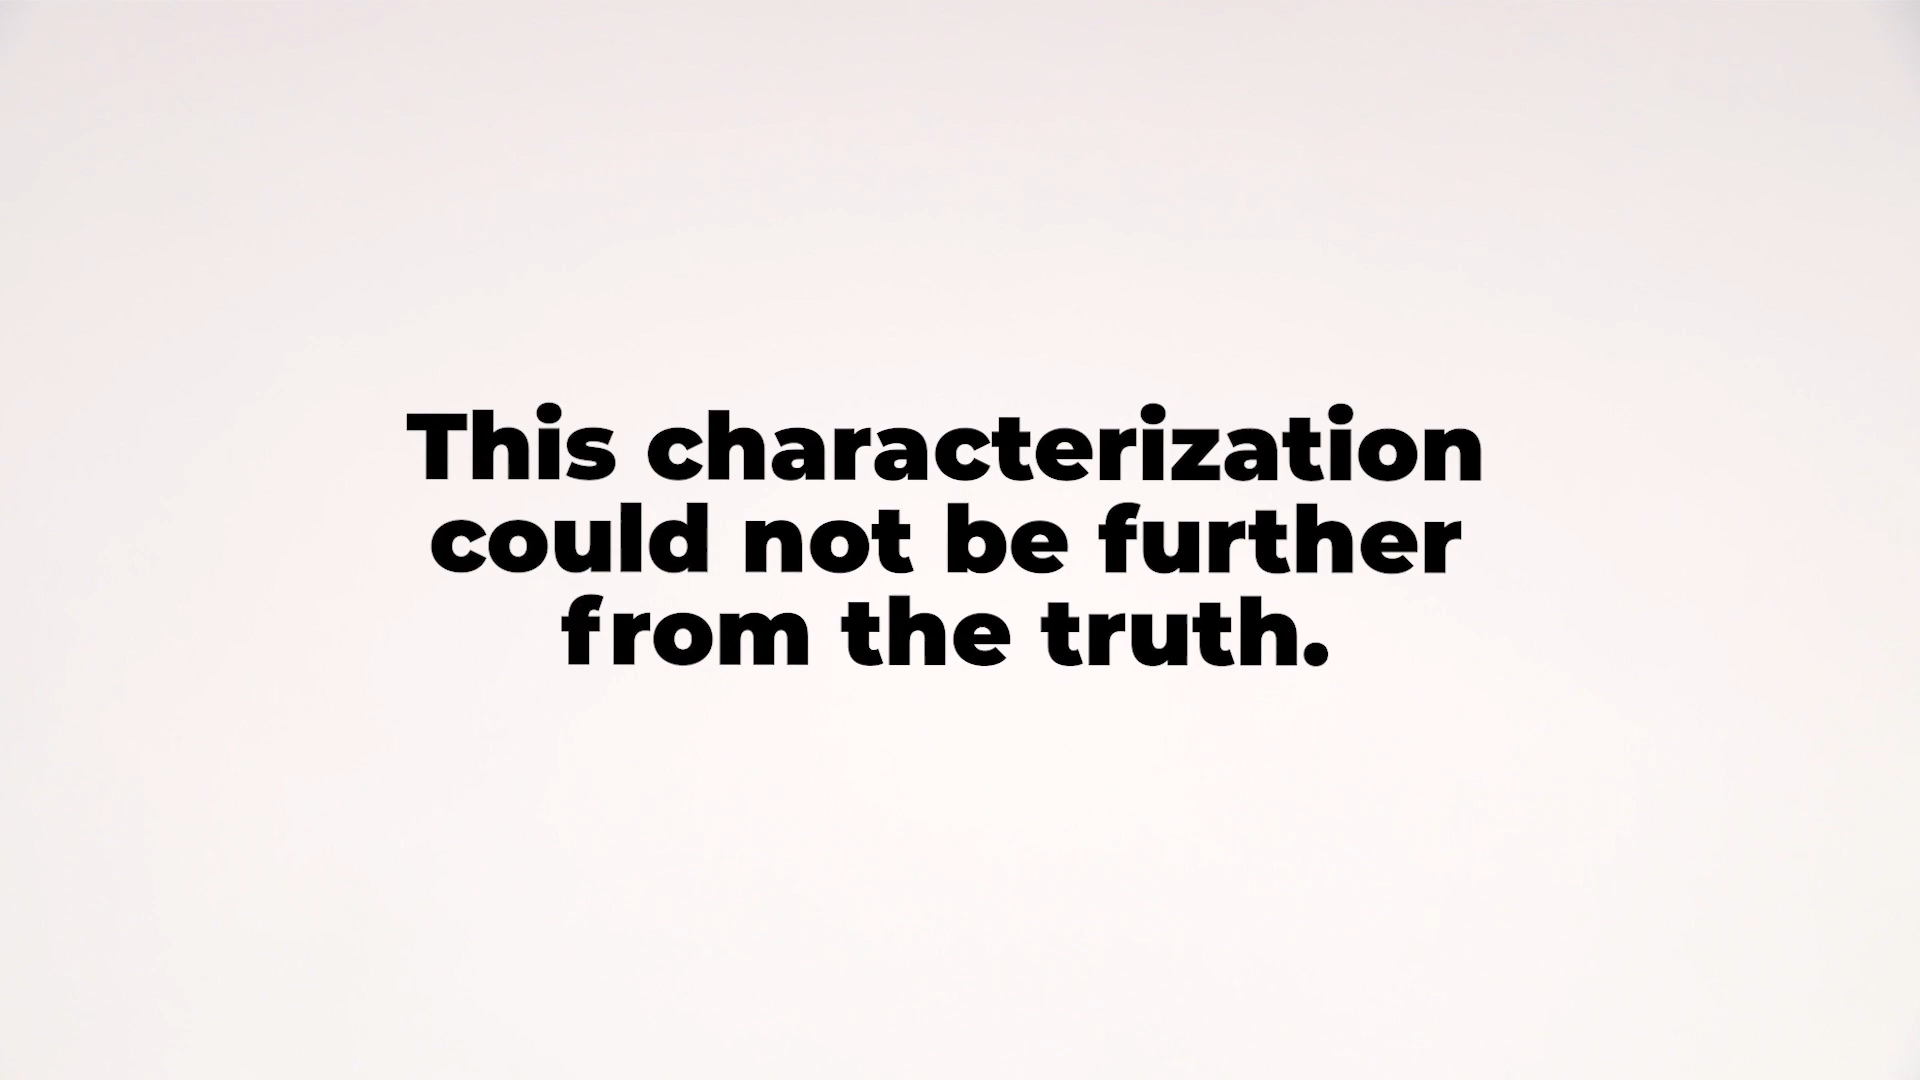 This characterization
could not be further
from the truth.